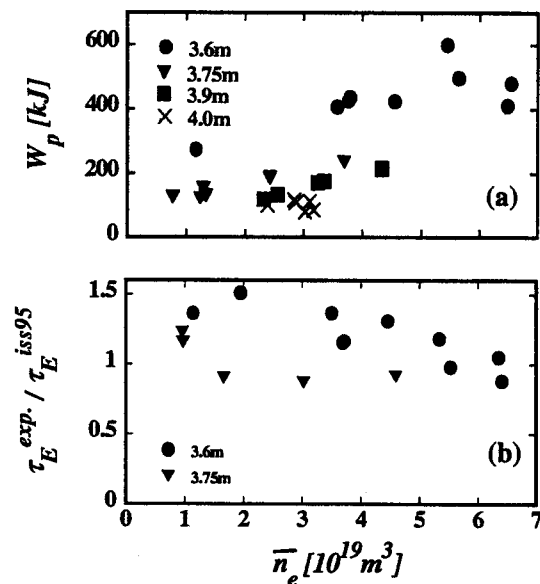 600
400
200
0
W_p [kJ]
3.6m
3.75m
3.9m
4.0m
(a)
1.5
1
0.5
0
τ_E^exp. / τ_E^iss95
3.6m
3.75m
(b)
0 1 2 3 4 5 6 7
n̅_e [10^19 m^3]